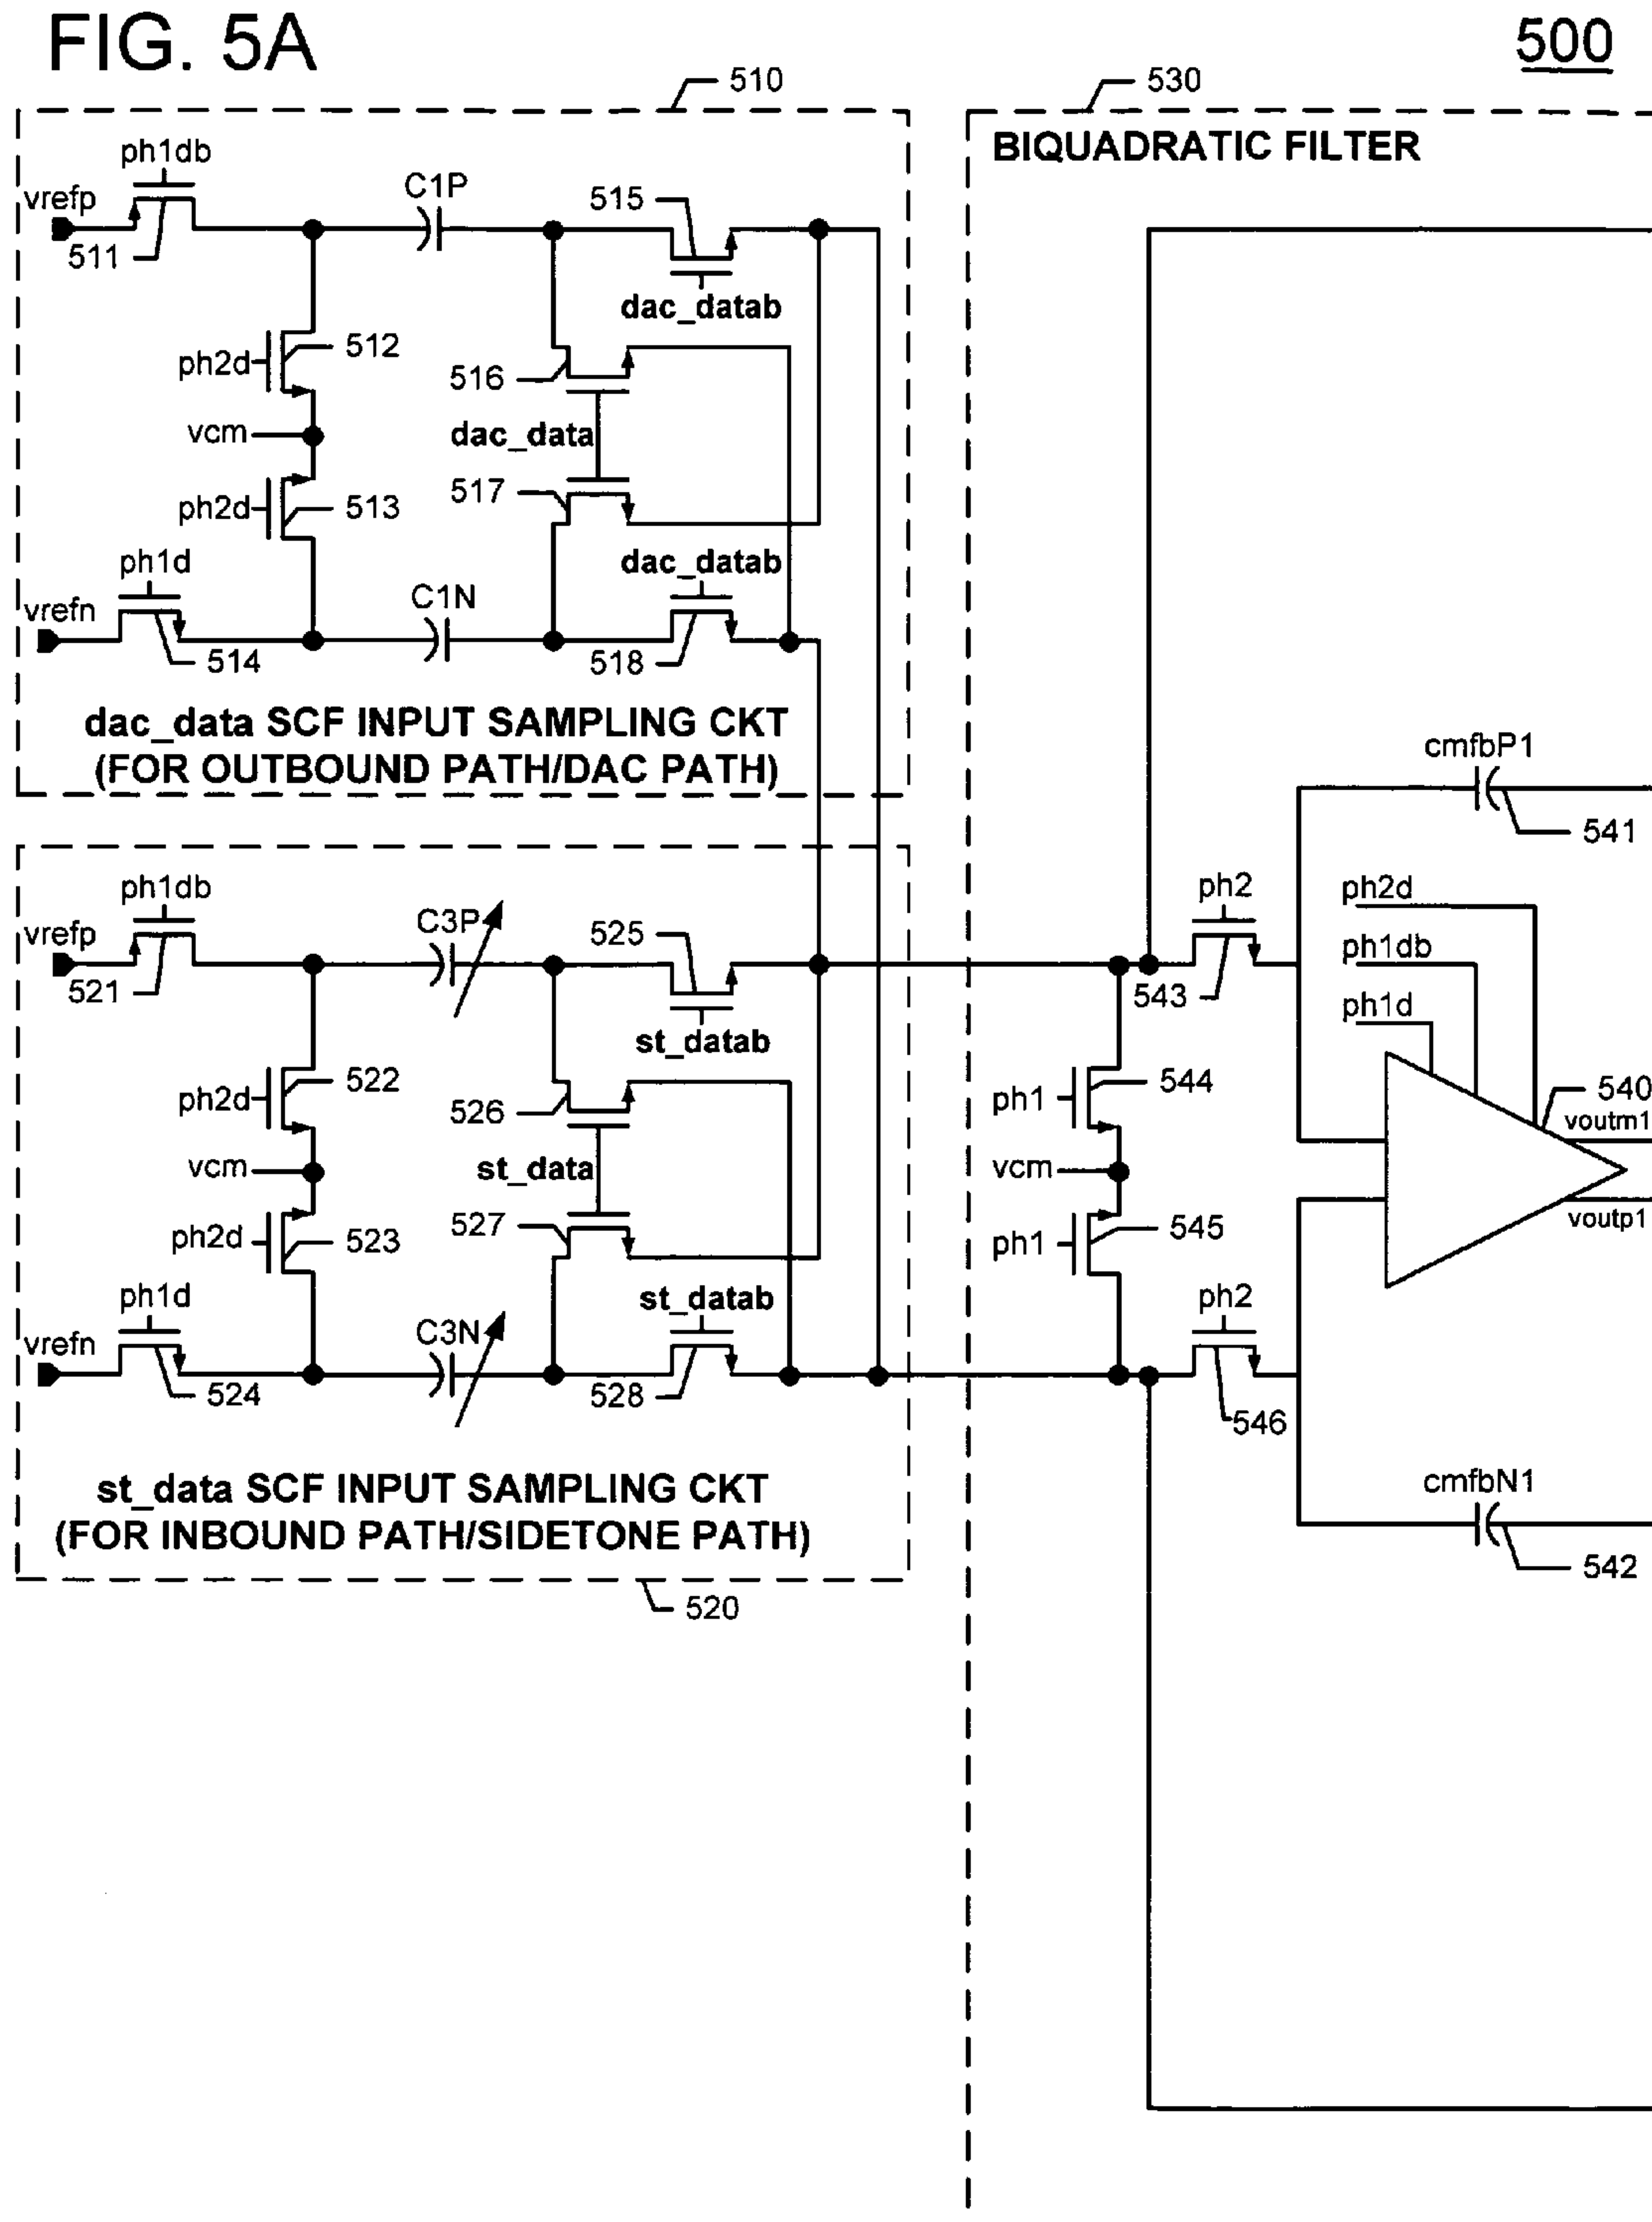 FIG. 5A
500
510
530
BIQUADRATIC FILTER
ph1db
vrefp
511
C1P
515
dac_datab
ph2d
512
516
vcm
dac_data
ph2d
513
517
ph1d
dac_datab
vrefn
514
C1N
518
dac_data SCF INPUT SAMPLING CKT
(FOR OUTBOUND PATH/DAC PATH)
ph1db
vrefp
521
C3P
525
st_datab
ph2d
522
526
vcm
st_data
ph2d
523
527
ph1d
st_datab
vrefn
524
C3N
528
st_data SCF INPUT SAMPLING CKT
(FOR INBOUND PATH/SIDETONE PATH)
520
cmfbP1
541
ph2
543
ph2d
ph1db
ph1d
540
voutm1
voutp1
ph1
544
vcm
ph1
545
ph2
546
cmfbN1
542